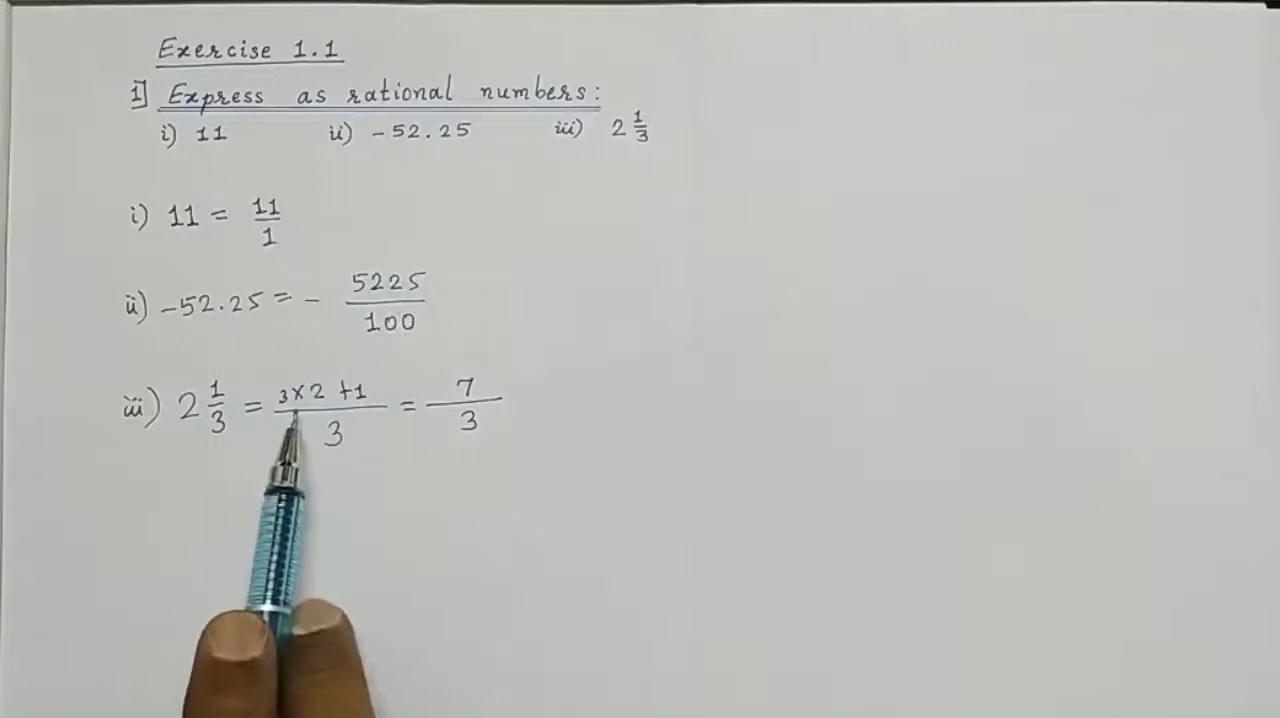 Exercise 1.1
1] Express as rational numbers:
i) 11 ii) -52.25 iii) 2 1/3
i) 11 = 11/1
ii) -52.25 = - 5225/100
iii) 2 1/3 = 3×2 +1/3 = 7/3